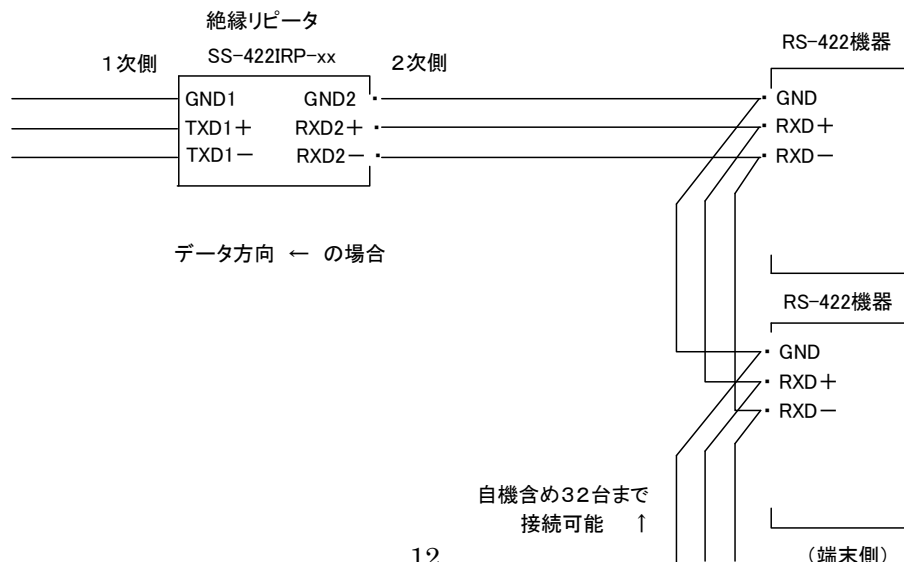 絶縁リピータ
SS-422IRP-xx
1次側
2次側
RS-422機器
GND1
GND2
GND
TXD1+
RXD2+
RXD+
TXD1-
RXD2-
RXD-
データ方向 ← の場合
RS-422機器
GND
RXD+
RXD-
自機含め32台まで
接続可能 ↑
12
(端末側)